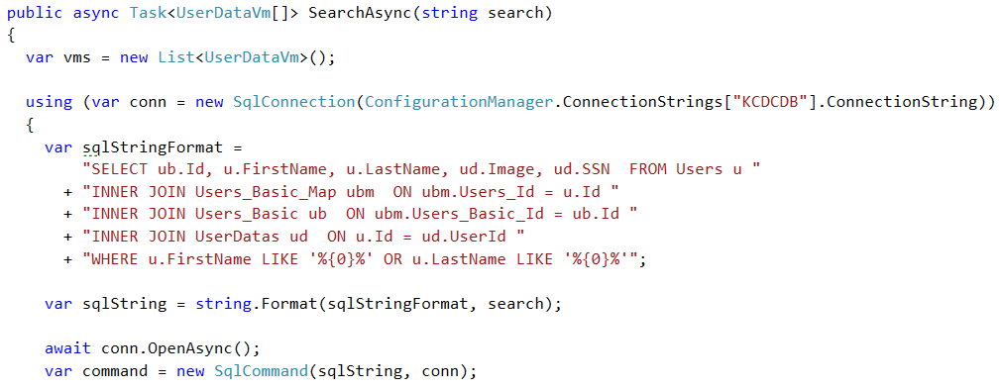 public async Task<UserDataVm[]> SearchAsync(string search)
{
  var vms = new List<UserDataVm>();

  using (var conn = new SqlConnection(ConfigurationManager.ConnectionStrings["KCDCDB"].ConnectionString))
  {
    var sqlStringFormat =
        "SELECT ub.Id, u.FirstName, u.LastName, ud.Image, ud.SSN  FROM Users u "
      + "INNER JOIN Users_Basic_Map ubm  ON ubm.Users_Id = u.Id "
      + "INNER JOIN Users_Basic ub  ON ubm.Users_Basic_Id = ub.Id "
      + "INNER JOIN UserDatas ud  ON u.Id = ud.UserId "
      + "WHERE u.FirstName LIKE '%{0}%' OR u.LastName LIKE '%{0}%'";

    var sqlString = string.Format(sqlStringFormat, search);

    await conn.OpenAsync();
    var command = new SqlCommand(sqlString, conn);